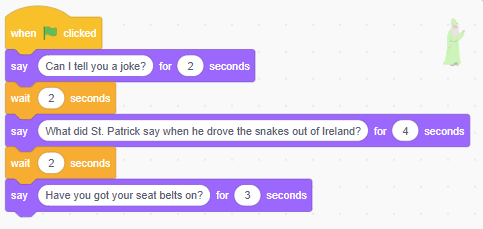 when clicked
say Can I tell you a joke? for 2 seconds
wait 2 seconds
say What did St. Patrick say when he drove the snakes out of Ireland? for 4 seconds
wait 2 seconds
say Have you got your seat belts on? for 3 seconds